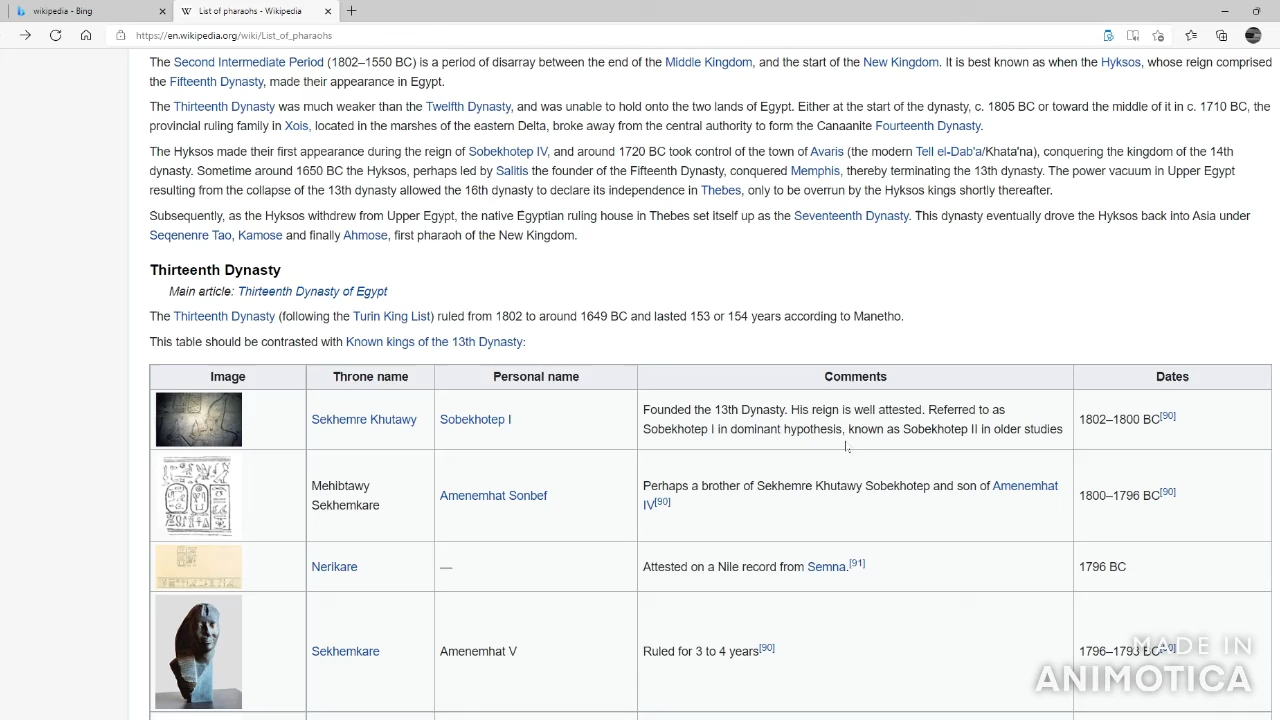 wikipedia - Bing
List of pharaohs - Wikipedia
https://en.wikipedia.org/wiki/List_of_pharaohs
The Second Intermediate Period (1802–1550 BC) is a period of disarray between the end of the Middle Kingdom, and the start of the New Kingdom. It is best known as when the Hyksos, whose reign comprised
the Fifteenth Dynasty, made their appearance in Egypt.
The Thirteenth Dynasty was much weaker than the Twelfth Dynasty, and was unable to hold onto the two lands of Egypt. Either at the start of the dynasty, c. 1805 BC or toward the middle of it in c. 1710 BC, the
provincial ruling family in Xois, located in the marshes of the eastern Delta, broke away from the central authority to form the Canaanite Fourteenth Dynasty.
The Hyksos made their first appearance during the reign of Sobekhotep IV, and around 1720 BC took control of the town of Avaris (the modern Tell el-Dab'a/Khata'na), conquering the kingdom of the 14th
dynasty. Sometime around 1650 BC the Hyksos, perhaps led by Salitis the founder of the Fifteenth Dynasty, conquered Memphis, thereby terminating the 13th dynasty. The power vacuum in Upper Egypt
resulting from the collapse of the 13th dynasty allowed the 16th dynasty to declare its independence in Thebes, only to be overrun by the Hyksos kings shortly thereafter.
Subsequently, as the Hyksos withdrew from Upper Egypt, the native Egyptian ruling house in Thebes set itself up as the Seventeenth Dynasty. This dynasty eventually drove the Hyksos back into Asia under
Seqenenre Tao, Kamose and finally Ahmose, first pharaoh of the New Kingdom.
Thirteenth Dynasty
Main article: Thirteenth Dynasty of Egypt
The Thirteenth Dynasty (following the Turin King List) ruled from 1802 to around 1649 BC and lasted 153 or 154 years according to Manetho.
This table should be contrasted with Known kings of the 13th Dynasty:
Image Throne name Personal name Comments Dates
Sekhemre Khutawy Sobekhotep I Founded the 13th Dynasty. His reign is well attested. Referred to as
Sobekhotep I in dominant hypothesis, known as Sobekhotep II in older studies 1802–1800 BC[90]
Mehibtawy
Sekhemkare Amenemhat Sonbef Perhaps a brother of Sekhemre Khutawy Sobekhotep and son of Amenemhat
IV[90] 1800–1796 BC[90]
Nerikare — Attested on a Nile record from Semna.[91] 1796 BC
Sekhemkare Amenemhat V Ruled for 3 to 4 years[90] 1796–1793 BC[90]
MADE IN
ANIMOTICA